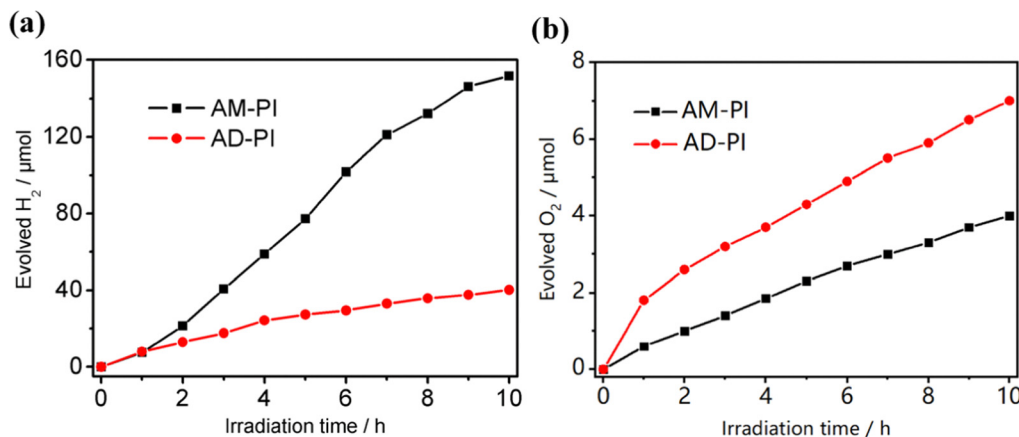 (a)
160
120
80
40
0
0 2 4 6 8 10
Evolved H₂ / μmol
Irradiation time / h
AM-PI
AD-PI
(b)
8
6
4
2
0
0 2 4 6 8 10
Evolved O₂ / μmol
Irradiation time / h
AM-PI
AD-PI